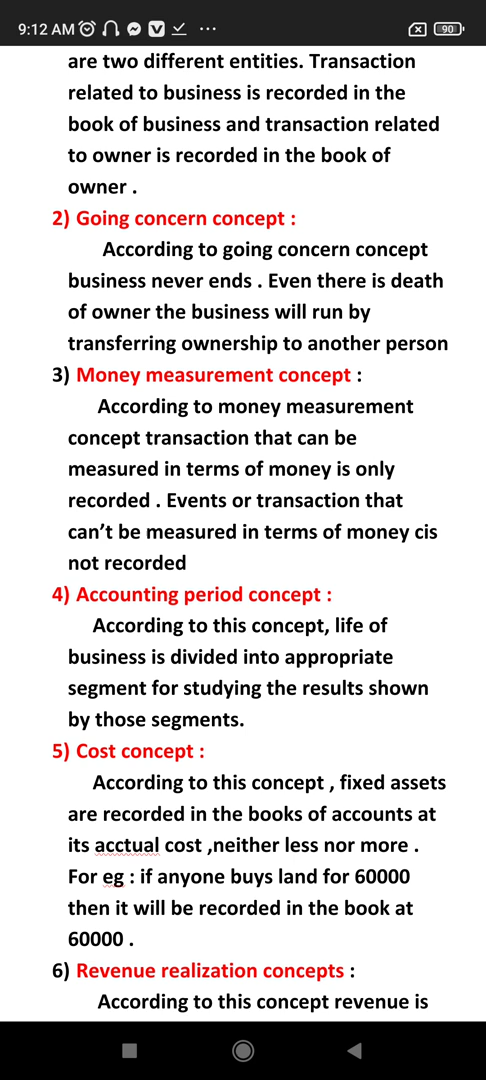 9:12 AM
90
are two different entities. Transaction
related to business is recorded in the
book of business and transaction related
to owner is recorded in the book of
owner .
2) Going concern concept :
According to going concern concept
business never ends . Even there is death
of owner the business will run by
transferring ownership to another person
3) Money measurement concept :
According to money measurement
concept transaction that can be
measured in terms of money is only
recorded . Events or transaction that
can’t be measured in terms of money cis
not recorded
4) Accounting period concept :
According to this concept, life of
business is divided into appropriate
segment for studying the results shown
by those segments.
5) Cost concept :
According to this concept , fixed assets
are recorded in the books of accounts at
its acctual cost ,neither less nor more .
For eg : if anyone buys land for 60000
then it will be recorded in the book at
60000 .
6) Revenue realization concepts :
According to this concept revenue is